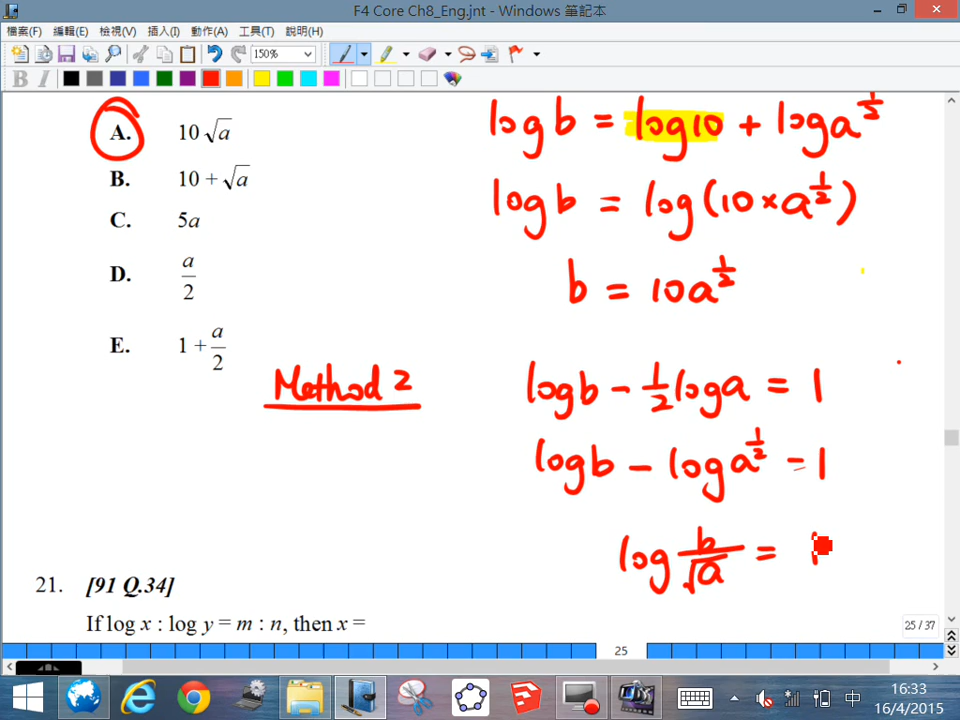 F4 Core Ch8_Eng.jnt - Windows 筆記本
檔案(F) 編輯(E) 檢視(V) 插入(I) 動作(A) 工具(T) 說明(H)
150%
B I
A. 10√a
B. 10 + √a
C. 5a
D. a/2
E. 1 + a/2
log b = log 10 + log a^(1/2)
log b = log (10 × a^(1/2))
b = 10a^(1/2)
Method 2
log b - 1/2 log a = 1
log b - log a^(1/2) = 1
log b/√a = 1
21. [91 Q.34]
If log x : log y = m : n, then x =
25 / 37
25
中
16:33
16/4/2015